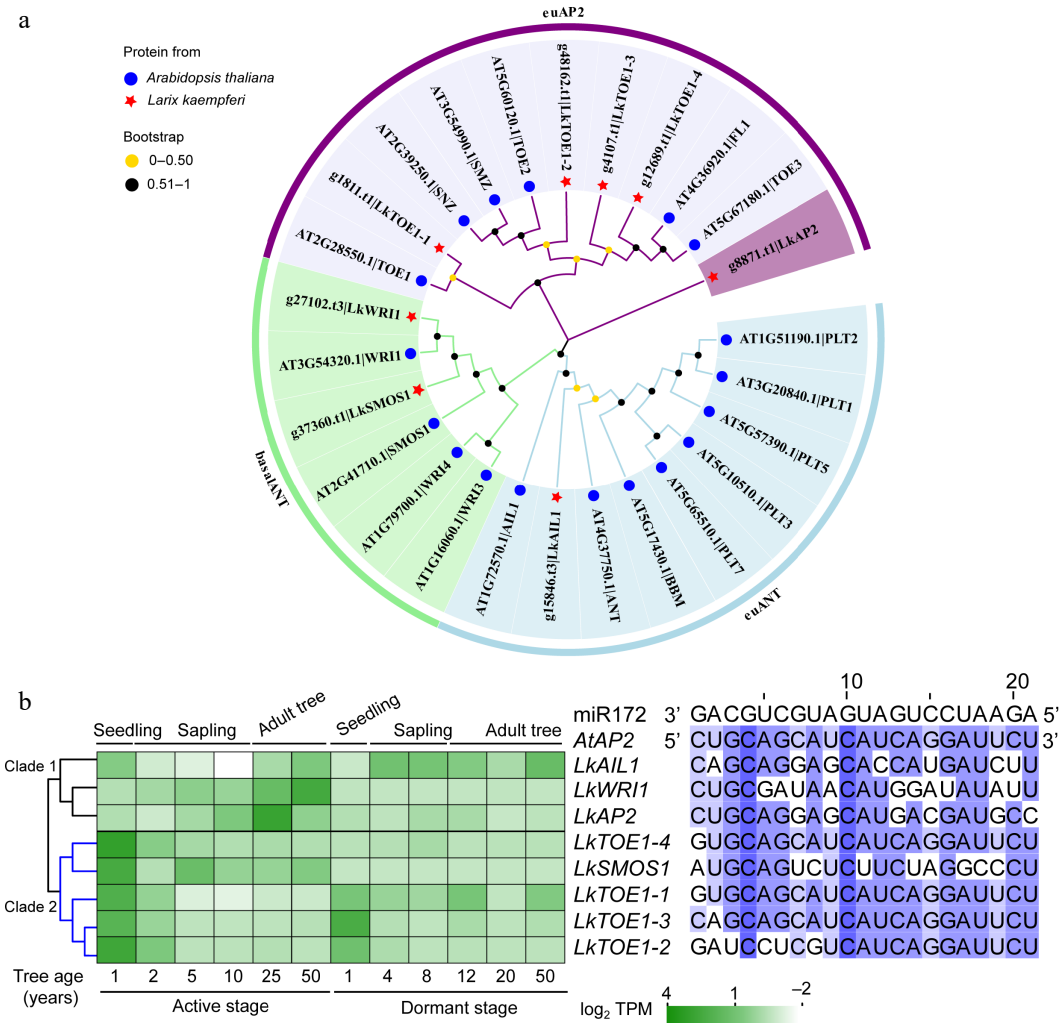 a
Protein from
Arabidopsis thaliana
Larix kaempferi
Bootstrap
0–0.50
0.51–1
euAP2
AT2G28550.1|TOE1
g1811.t1|LkTOE1-1
AT2G39250.1|SNZ
AT3G54990.1|SMZ
AT5G60120.1|TOE2
g48162.t1|LkTOE1-2
g4107.t1|LkTOE1-3
g12689.t1|LkTOE1-4
AT4G36920.1|FL1
AT5G67180.1|TOE3
g8871.t1|LkAP2
AT1G51190.1|PLT2
AT3G20840.1|PLT1
AT5G57390.1|PLT5
AT5G10510.1|PLT3
AT5G65510.1|PLT7
AT5G17430.1|BBM
AT4G37750.1|ANT
g15846.t3|LkAIL1
AT1G72570.1|AIL1
euANT
AT1G16060.1|WRI3
AT1G79700.1|WRI4
AT2G41710.1|SMOS1
g37360.t1|LkSMOS1
AT3G54320.1|WRI1
g27102.t3|LkWRI1
basalANT
b
Seedling Sapling Adult tree Seedling Sapling Adult tree
Clade 1
Clade 2
10 20
miR172 3’ GACGUCGUAGUAGUCCUAAGA 5’
AtAP2 5’ CUGCAGCAUCAUCAGGAUUCU 3’
LkAIL1 CAGCAGGAGCACCAUGAUCUU
LkWRI1 CUGCGAUAACAUGGAUAUAUU
LkAP2 CUGCAGGAGCAUGACGAUGCC
LkTOE1-4 GUGCAGCAUCAUCAGGAUUCU
LkSMOS1 AUGCAGUCUCUUCUAGGCCCU
LkTOE1-1 GUGCAGCAUCAUCAGGAUUCU
LkTOE1-3 CAGCAGCAUCAUCAGGAUUCU
LkTOE1-2 GAUCCUCGUCAUCAGGAUUCU
Tree age (years) 1 2 5 10 25 50 1 4 8 12 20 50
Active stage Dormant stage
log2 TPM 4 1 −2